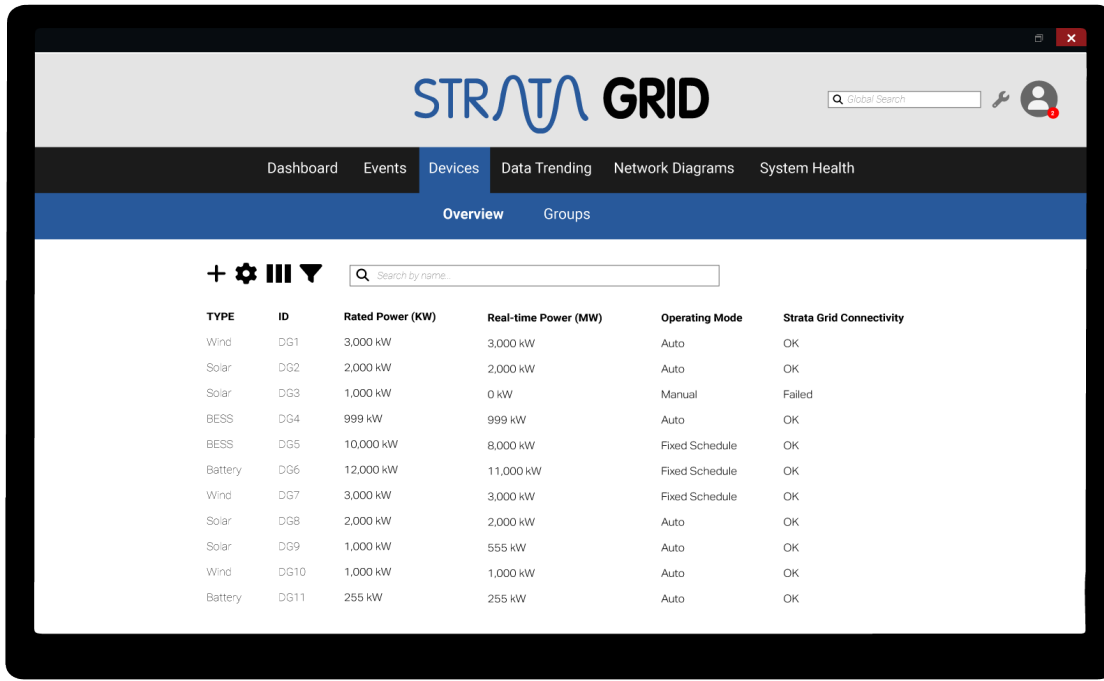 STRATA GRID
Global Search
2
Dashboard Events Devices Data Trending Network Diagrams System Health
Overview Groups
Search by name...
TYPE ID Rated Power (KW) Real-time Power (MW) Operating Mode Strata Grid Connectivity
Wind DG1 3,000 kW 3,000 kW Auto OK
Solar DG2 2,000 kW 2,000 kW Auto OK
Solar DG3 1,000 kW 0 kW Manual Failed
BESS DG4 999 kW 999 kW Auto OK
BESS DG5 10,000 kW 8,000 kW Fixed Schedule OK
Battery DG6 12,000 kW 11,000 kW Fixed Schedule OK
Wind DG7 3,000 kW 3,000 kW Fixed Schedule OK
Solar DG8 2,000 kW 2,000 kW Auto OK
Solar DG9 1,000 kW 555 kW Auto OK
Wind DG10 1,000 kW 1,000 kW Auto OK
Battery DG11 255 kW 255 kW Auto OK